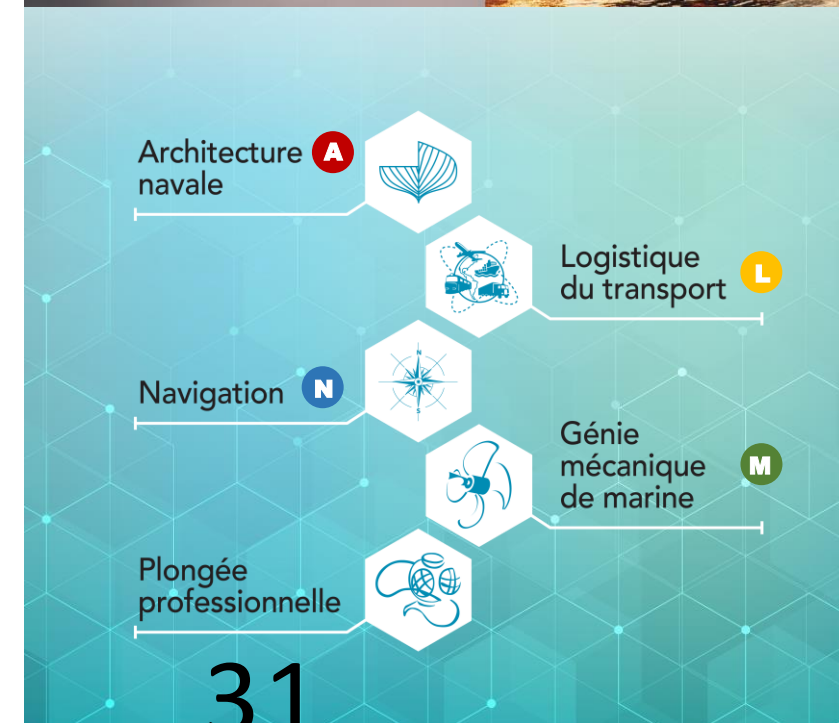 Architecture A
navale
Logistique
du transport L
N
S
Navigation N
Génie
mécanique M
de marine
Plongée
professionnelle
31